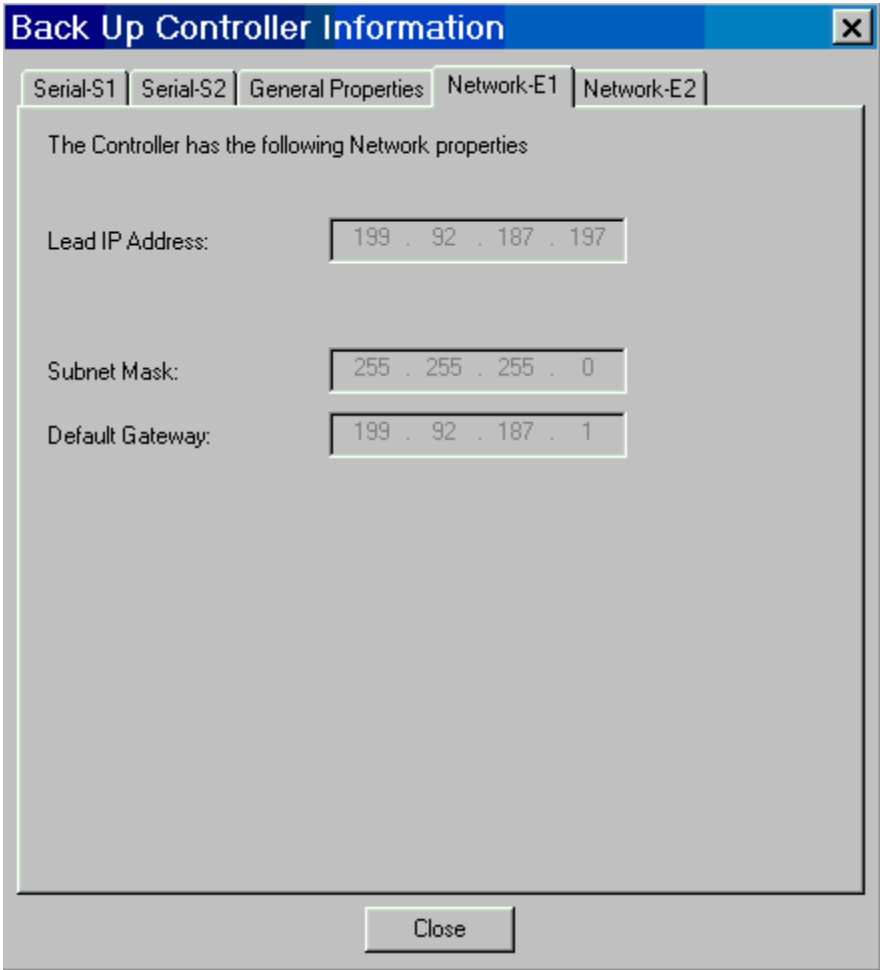 Back Up Controller Information
Serial-S1 Serial-S2 General Properties Network-E1 Network-E2
The Controller has the following Network properties
Lead IP Address: 199 . 92 . 187 . 197
Subnet Mask: 255 . 255 . 255 . 0
Default Gateway: 199 . 92 . 187 . 1
Close